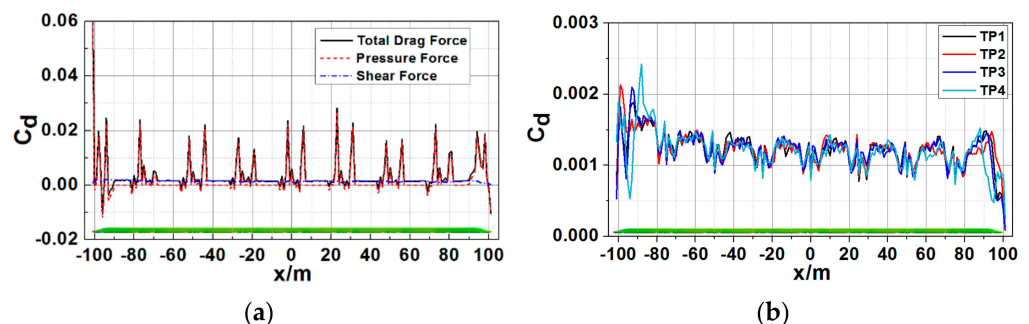 0.06
0.04
0.02
0.00
-0.02
Cd
-100 -80 -60 -40 -20 0 20 40 60 80 100
x/m
Total Drag Force
Pressure Force
Shear Force
(a)
0.003
0.002
0.001
0.000
Cd
-100 -80 -60 -40 -20 0 20 40 60 80 100
x/m
TP1
TP2
TP3
TP4
(b)